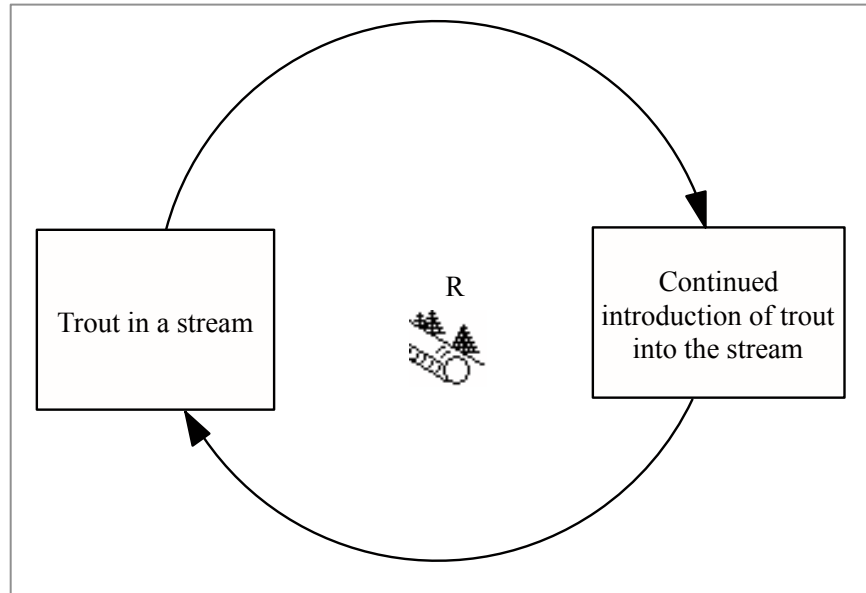 R
Trout in a stream
Continued
introduction of trout
into the stream